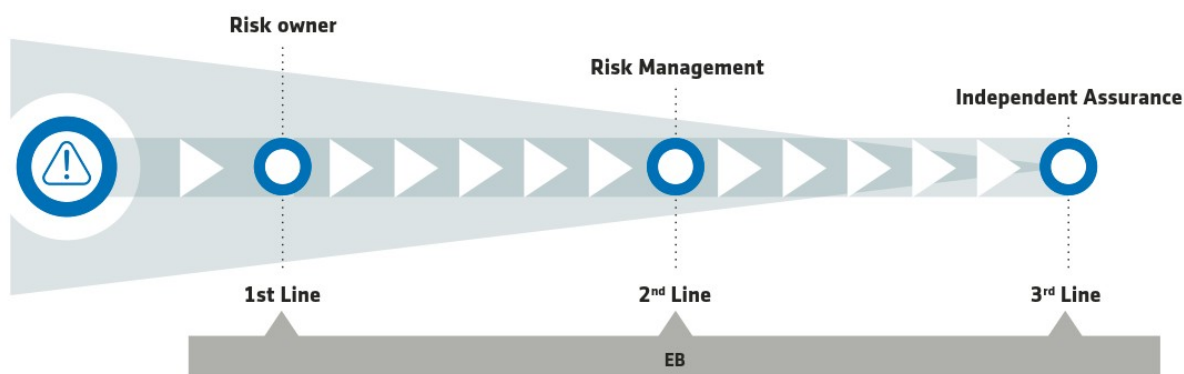 Risk owner
Risk Management
Independent Assurance
1st Line
2nd Line
3rd Line
EB